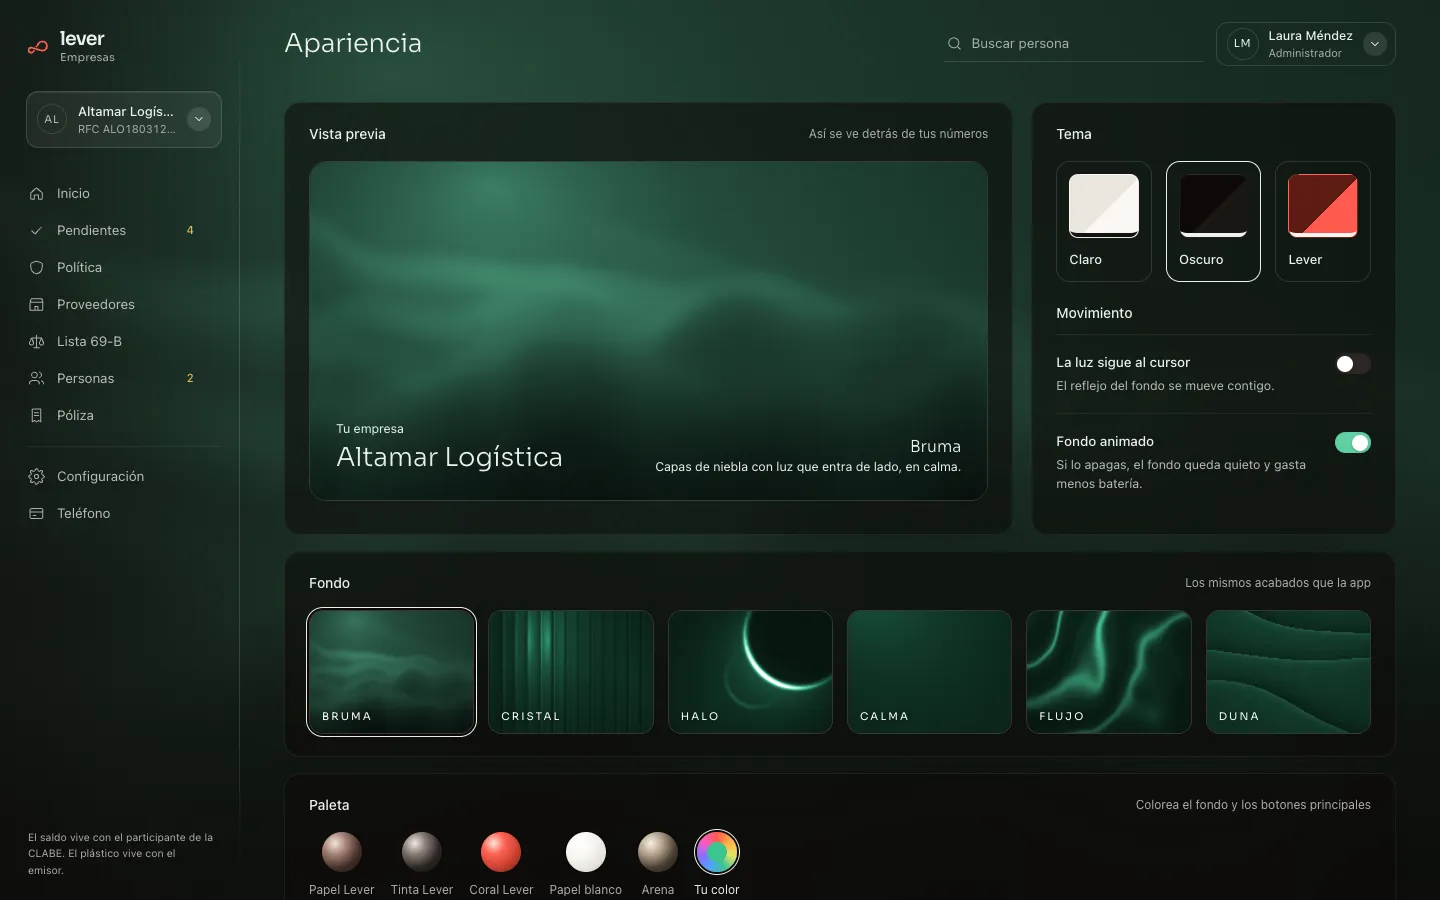 lever
Empresas
Apariencia
Buscar persona
LM
Laura Méndez
Administrador
AL
Altamar Logís...
RFC ALO180312...
Inicio
Pendientes 4
Política
Proveedores
Lista 69-B
Personas 2
Póliza
Configuración
Teléfono
El saldo vive con el participante de la
CLABE. El plástico vive con el
emisor.
Vista previa
Así se ve detrás de tus números
Tu empresa
Altamar Logística
Bruma
Capas de niebla con luz que entra de lado, en calma.
Tema
Claro
Oscuro
Lever
Movimiento
La luz sigue al cursor
El reflejo del fondo se mueve contigo.
Fondo animado
Si lo apagas, el fondo queda quieto y gasta
menos batería.
Fondo
Los mismos acabados que la app
BRUMA
CRISTAL
HALO
CALMA
FLUJO
DUNA
Paleta
Colorea el fondo y los botones principales
Papel Lever
Tinta Lever
Coral Lever
Papel blanco
Arena
Tu color